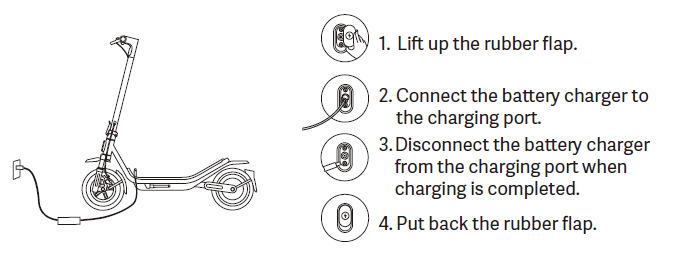 1. Lift up the rubber flap.
2. Connect the battery charger to
the charging port.
3. Disconnect the battery charger
from the charging port when
charging is completed.
4. Put back the rubber flap.